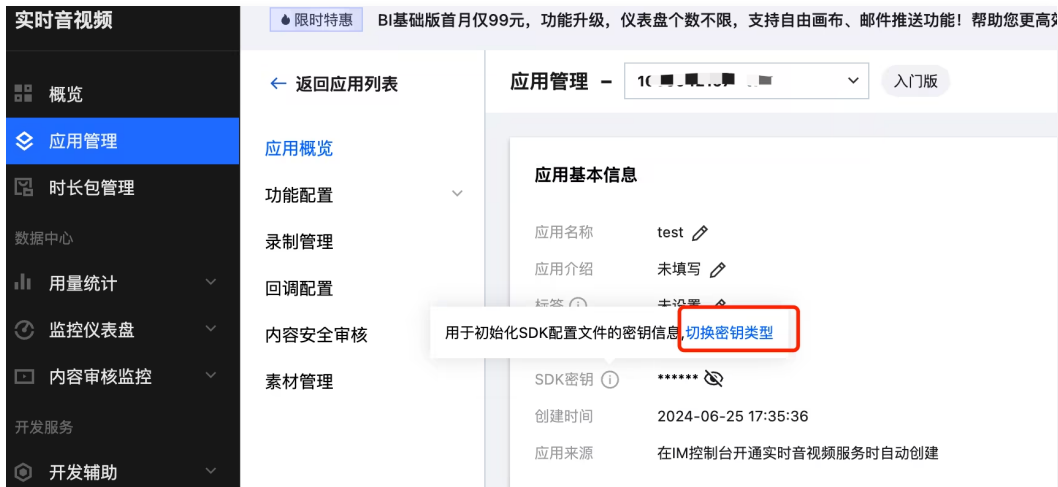 实时音视频
限时特惠 BI基础版首月仅99元，功能升级，仪表盘个数不限，支持自由画布、邮件推送功能！帮助您更高
概览
应用管理
时长包管理
数据中心
用量统计
监控仪表盘
内容审核监控
开发服务
开发辅助
← 返回应用列表
应用概览
功能配置
录制管理
回调配置
内容安全审核
素材管理
应用管理 – 入门版
应用基本信息
应用名称 test
应用介绍 未填写
标签 未设置
用于初始化SDK配置文件的密钥信息,切换密钥类型
SDK密钥 ******
创建时间 2024-06-25 17:35:36
应用来源 在IM控制台开通实时音视频服务时自动创建